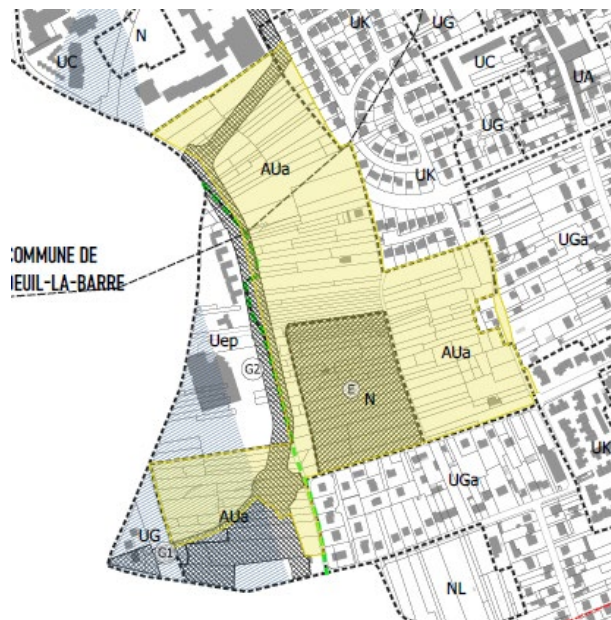 UK
UG
N
UC
UC
UA
UG
AUa
UK
UGa
COMMUNE DE
DEUIL-LA-BARRE
Uep
AUa
G2
E
N
UK
UGa
AUa
UG
G1
NL